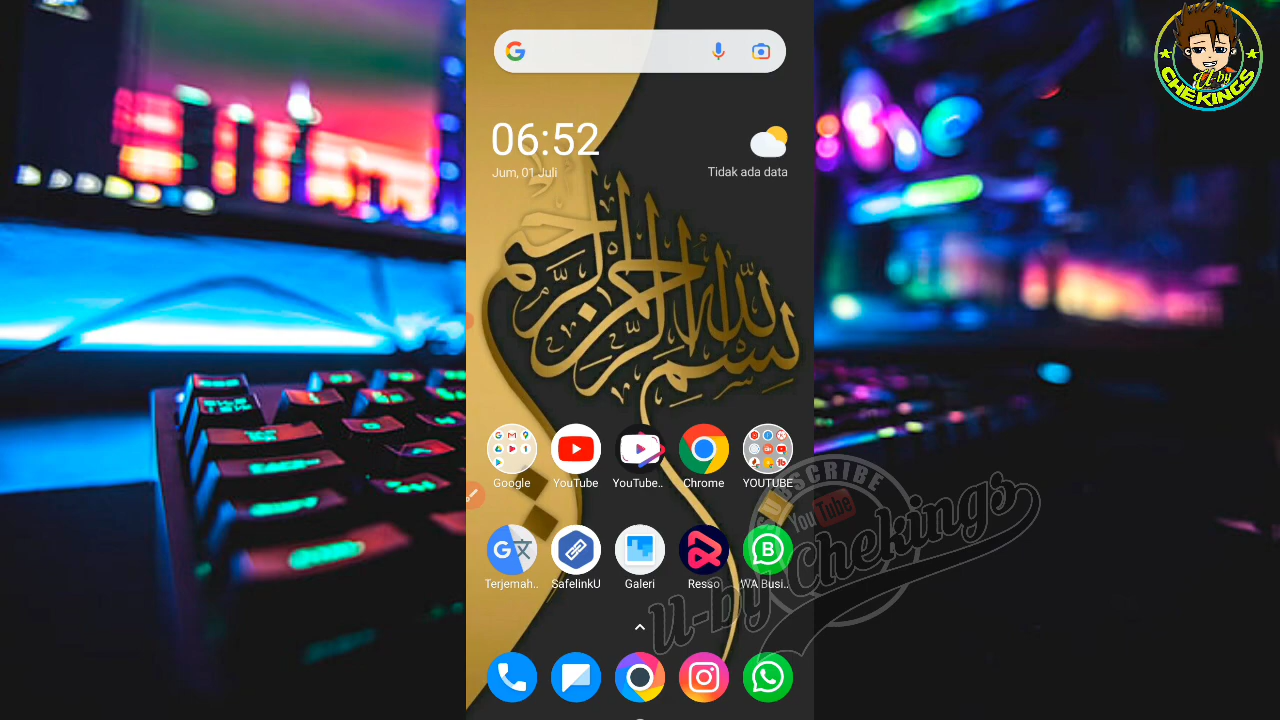 06:52
Jum, 01 Juli
Tidak ada data
بسم الله الرحمن الرحيم
Google
YouTube
YouTube..
Chrome
YOUTUBE
Terjemah..
SafelinkU
Galeri
Resso
WA Busi..
SUBSCRIBE
YouTube
U-by Chekings
U-by
CHEKINGS